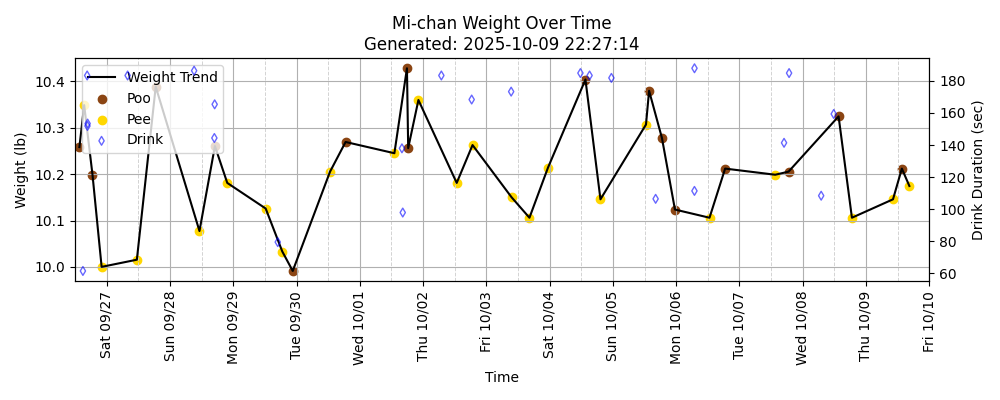 Mi-chan Weight Over Time
Generated: 2025-10-09 22:27:14
Weight (lb)
10.4
10.3
10.2
10.1
10.0
Weight Trend
Poo
Pee
Drink
180
160
140
120
100
80
60
Drink Duration (sec)
Sat 09/27
Sun 09/28
Mon 09/29
Tue 09/30
Wed 10/01
Thu 10/02
Fri 10/03
Sat 10/04
Sun 10/05
Mon 10/06
Tue 10/07
Wed 10/08
Thu 10/09
Fri 10/10
Time